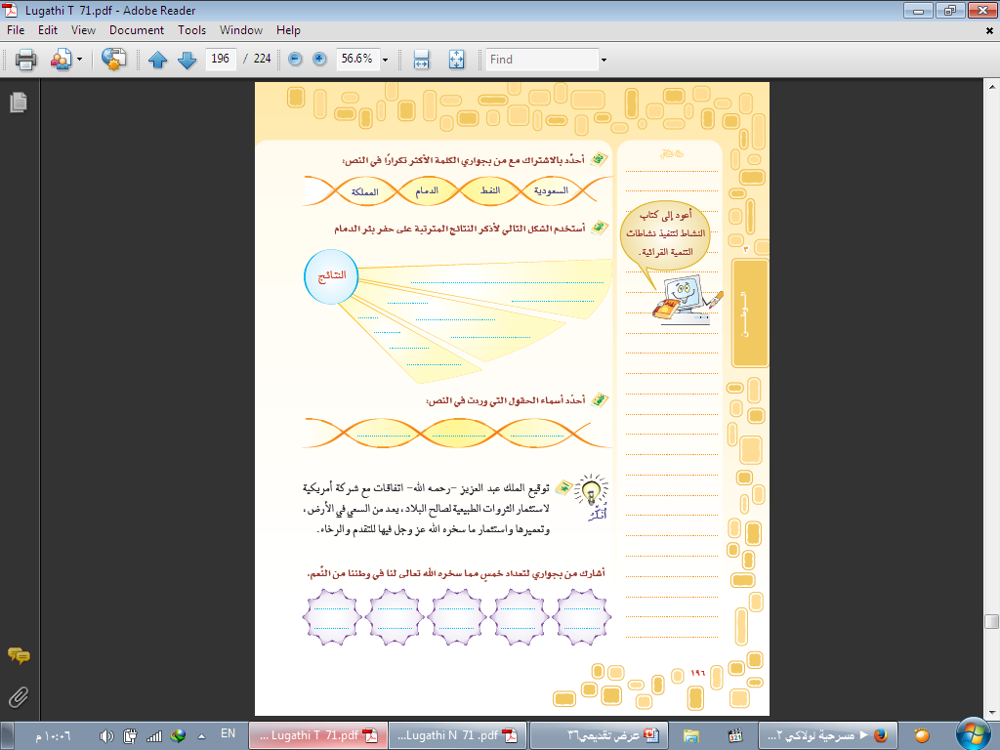 Lugathi T 71.pdf - Adobe Reader
File Edit View Document Tools Window Help
196 / 224 56.6% Find
أحدِّد بالاشتراك مع من بجواري الكلمة الأكثر تكرارًا في النص:
السعودية النفط الدمام المملكة
أعود إلى كتاب
النشاط لتنفيذ نشاطات
التنمية القرائية.
أستخدم الشكل التالي لأذكر النتائج المترتبة على حفر بئر الدمام
النتائج
٣
الوطن
أحدّد أسماء الحقول التي وردت في النص:
أفكّر
توقيع الملك عبد العزيز -رحمه الله- اتفاقات مع شركة أمريكية
لاستثمار الثروات الطبيعية لصالح البلاد، يعد من السعي في الأرض،
وتعميرها واستثمار ما سخره الله عز وجل فيها للتقدم والرخاء.
أشارك من بجواري لتعداد خمسٍ مما سخره الله تعالى لنا في وطننا من النِّعم.
١٩٦
١٠:٠٦ م
EN
... Lugathi T 71.pdf
...Lugathi N 71 .pdf
عرض تقديمي٣٦
مسرحية نولاكي ٢...